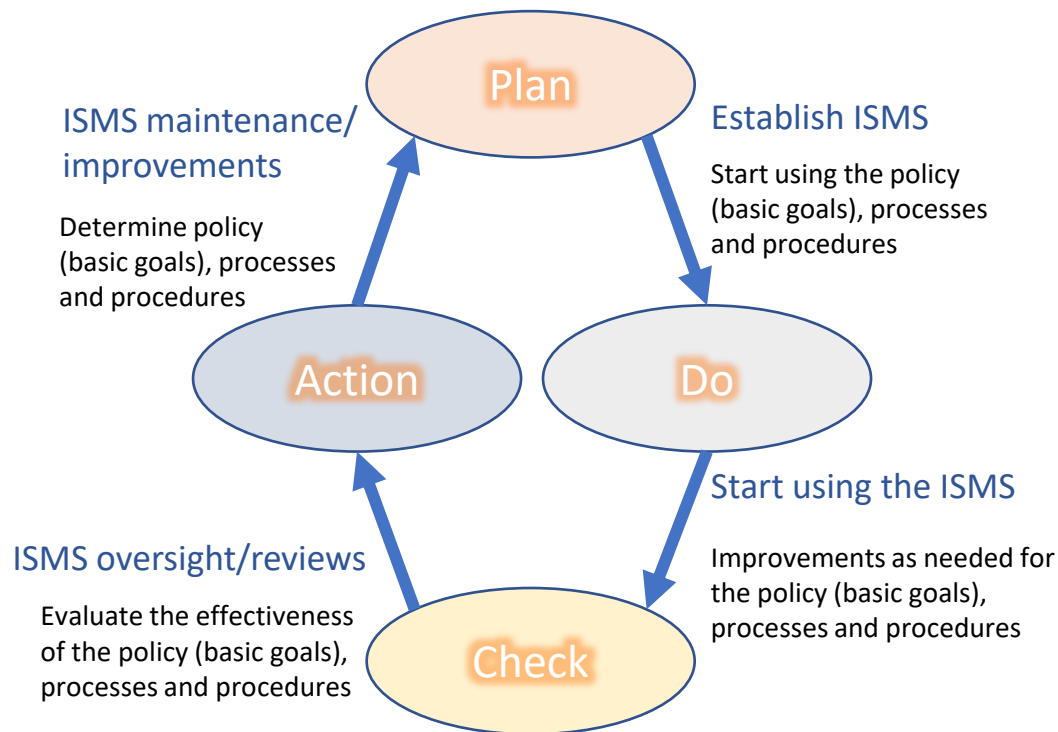 Plan
ISMS maintenance/
improvements
Determine policy
(basic goals), processes
and procedures
Establish ISMS
Start using the policy
(basic goals), processes
and procedures
Action
Do
ISMS oversight/reviews
Evaluate the effectiveness
of the policy (basic goals),
processes and procedures
Start using the ISMS
Improvements as needed for
the policy (basic goals),
processes and procedures
Check